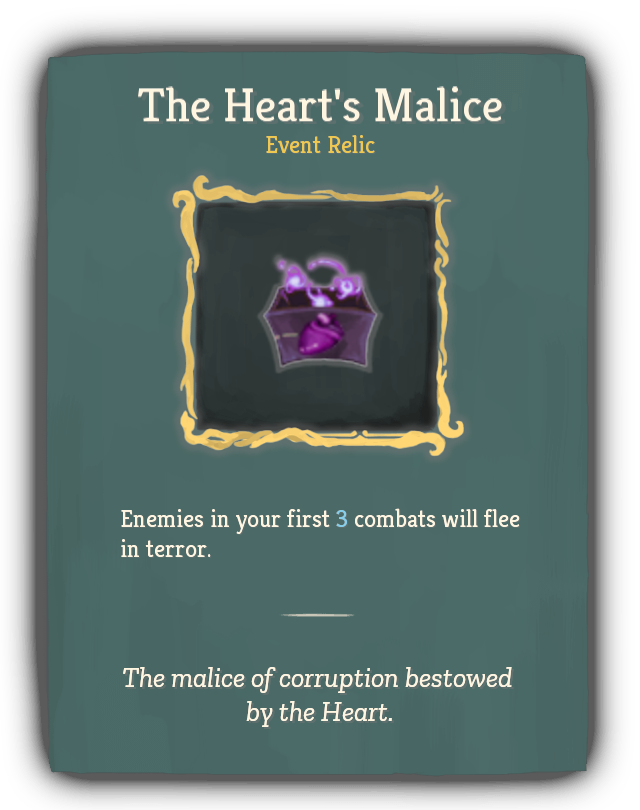 The Heart's Malice
Event Relic
Enemies in your first 3 combats will flee
in terror.
The malice of corruption bestowed
by the Heart.